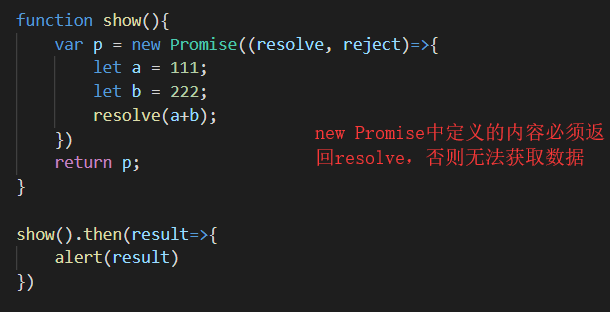 function show(){
    var p = new Promise((resolve, reject)=>{
        let a = 111;
        let b = 222;
        resolve(a+b);
    })
    return p;
}
new Promise中定义的内容必须返
回resolve，否则无法获取数据
show().then(result=>{
    alert(result)
})